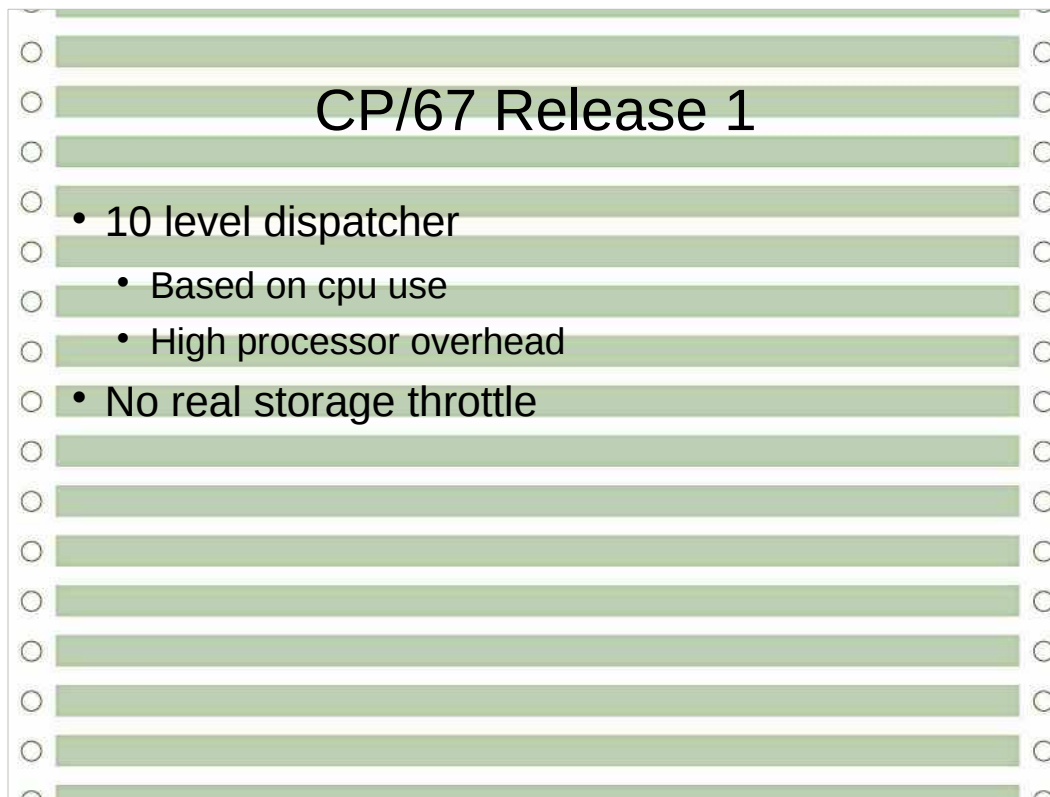 CP/67 Release 1
• 10 level dispatcher
• Based on cpu use
• High processor overhead
• No real storage throttle